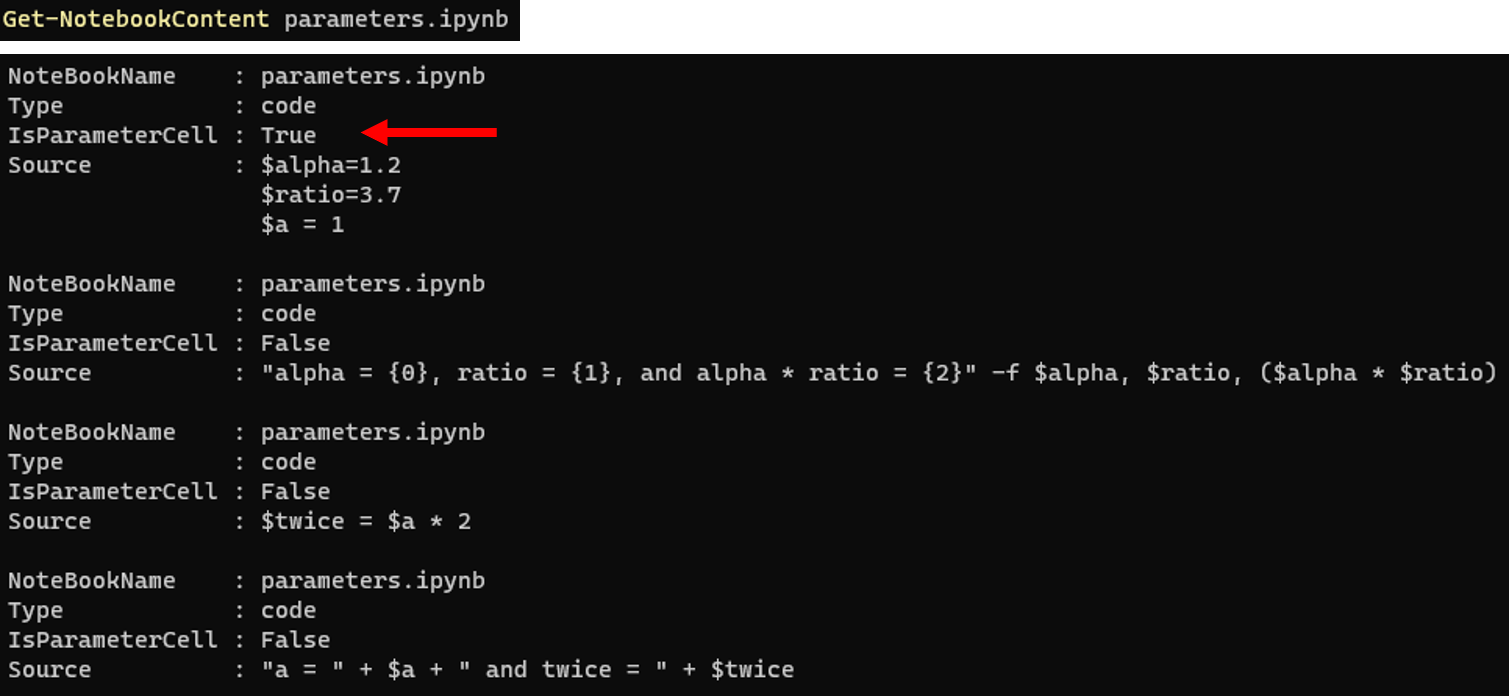 Get-NotebookContent parameters.ipynb
NoteBookName    : parameters.ipynb
Type            : code
IsParameterCell : True
Source          : $alpha=1.2
                  $ratio=3.7
                  $a = 1
NoteBookName    : parameters.ipynb
Type            : code
IsParameterCell : False
Source          : "alpha = {0}, ratio = {1}, and alpha * ratio = {2}" -f $alpha, $ratio, ($alpha * $ratio)
NoteBookName    : parameters.ipynb
Type            : code
IsParameterCell : False
Source          : $twice = $a * 2
NoteBookName    : parameters.ipynb
Type            : code
IsParameterCell : False
Source          : "a = " + $a + " and twice = " + $twice